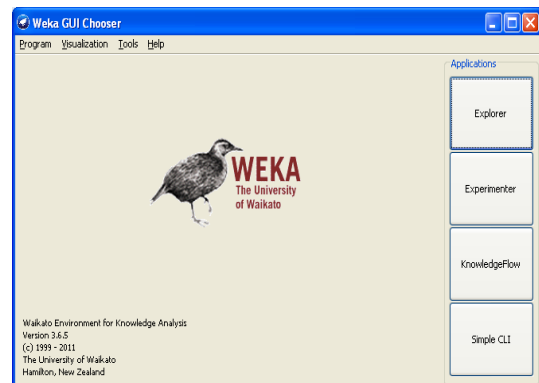 Weka GUI Chooser
Program Visualization Tools Help
Applications
Explorer
Experimenter
KnowledgeFlow
Simple CLI
WEKA
The University
of Waikato
Waikato Environment for Knowledge Analysis
Version 3.6.5
(c) 1999 - 2011
The University of Waikato
Hamilton, New Zealand